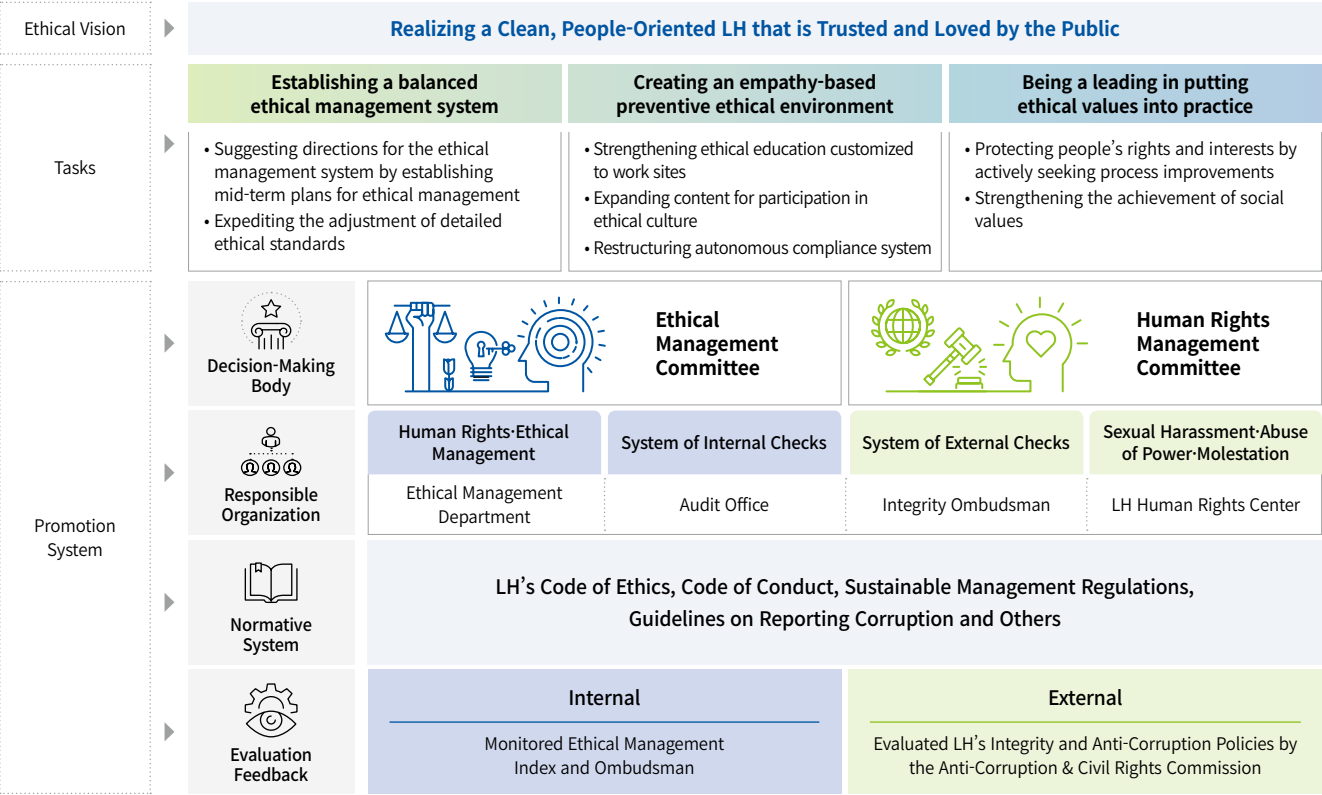 Ethical Vision
Realizing a Clean, People-Oriented LH that is Trusted and Loved by the Public
Tasks
Establishing a balanced
ethical management system
• Suggesting directions for the ethical
management system by establishing
mid-term plans for ethical management
• Expediting the adjustment of detailed
ethical standards
Creating an empathy-based
preventive ethical environment
• Strengthening ethical education customized
to work sites
• Expanding content for participation in
ethical culture
• Restructuring autonomous compliance system
Being a leading in putting
ethical values into practice
• Protecting people's rights and interests by
actively seeking process improvements
• Strengthening the achievement of social
values
Promotion
System
Decision-Making
Body
Ethical
Management
Committee
Human Rights
Management
Committee
Responsible
Organization
Human Rights·Ethical
Management
Ethical Management
Department
System of Internal Checks
Audit Office
System of External Checks
Integrity Ombudsman
Sexual Harassment·Abuse
of Power·Molestation
LH Human Rights Center
Normative
System
LH's Code of Ethics, Code of Conduct, Sustainable Management Regulations,
Guidelines on Reporting Corruption and Others
Evaluation
Feedback
Internal
Monitored Ethical Management
Index and Ombudsman
External
Evaluated LH's Integrity and Anti-Corruption Policies by
the Anti-Corruption & Civil Rights Commission